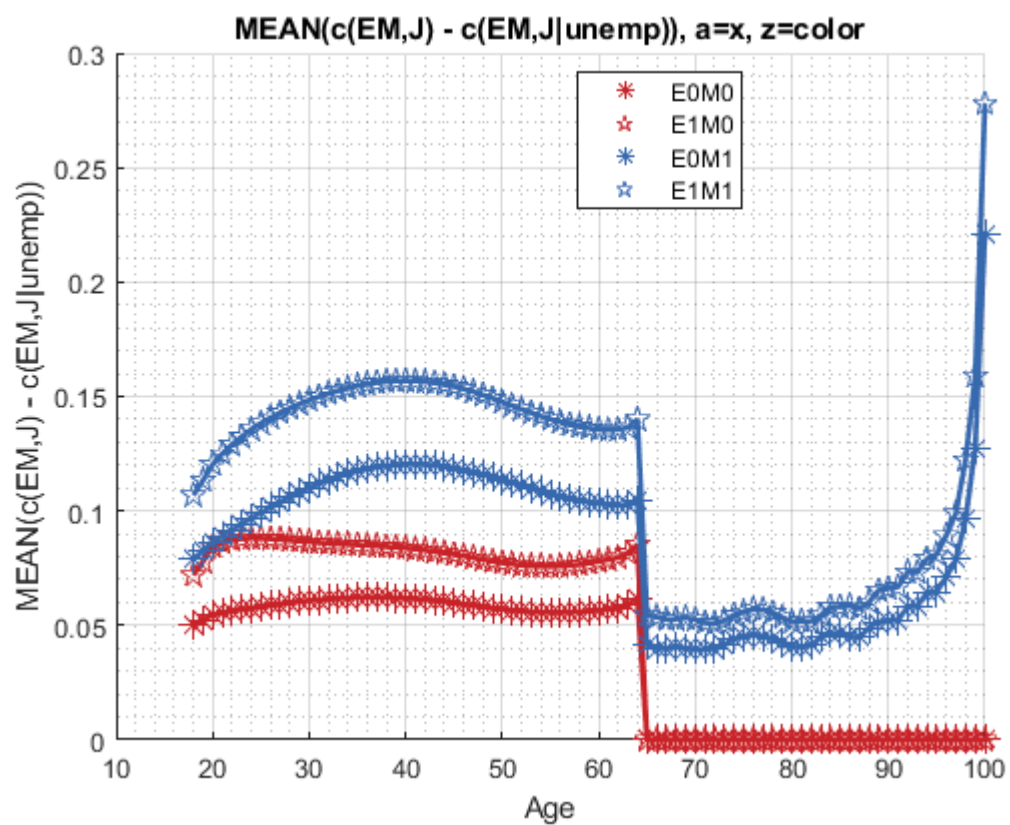 MEAN(c(EM,J) - c(EM,J|unemp)), a=x, z=color
MEAN(c(EM,J) - c(EM,J|unemp))
0.3
0.25
0.2
0.15
0.1
0.05
0
E0M0
E1M0
E0M1
E1M1
10 20 30 40 50 60 70 80 90 100
Age